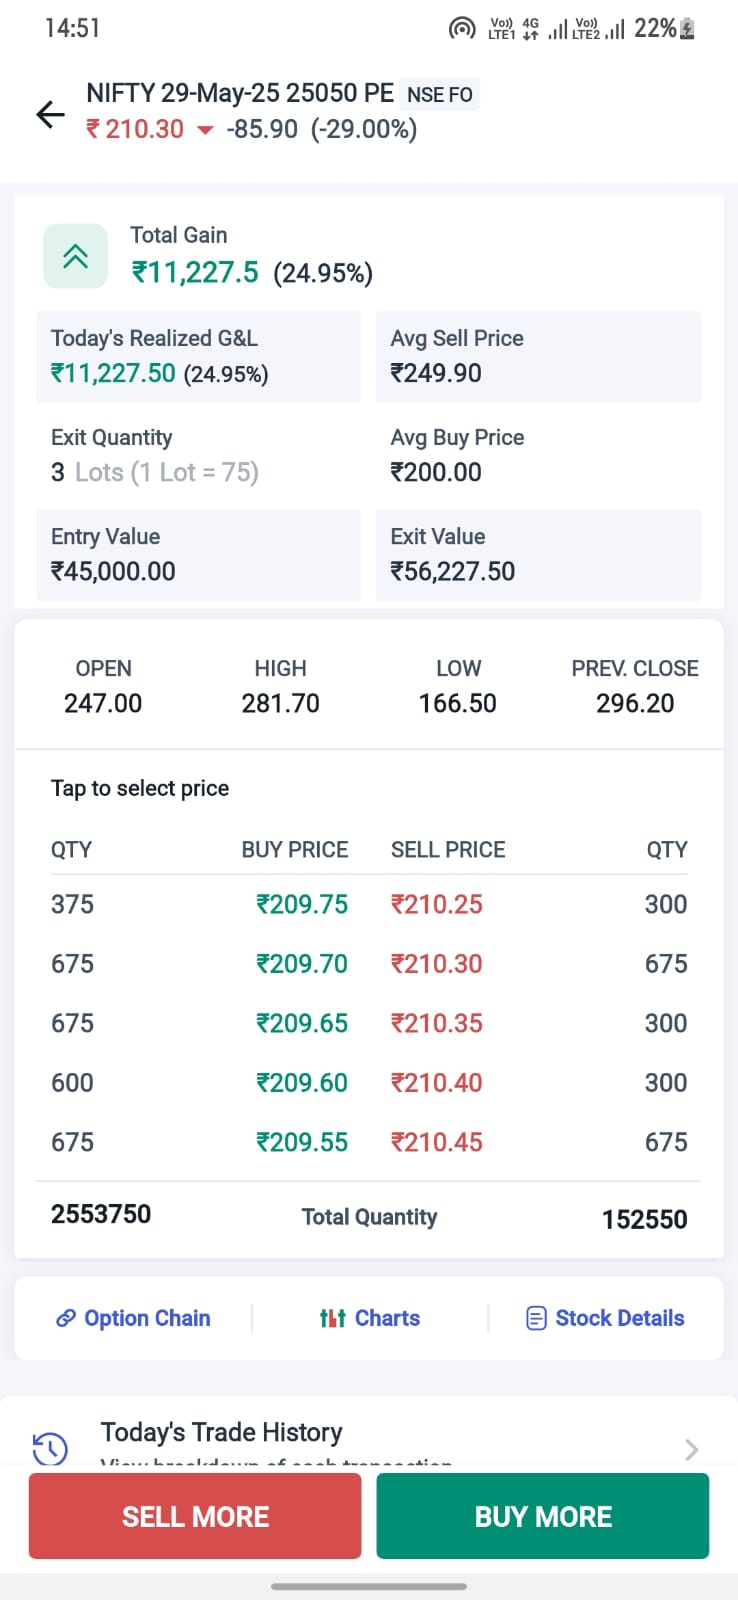 14:51 Vo)) LTE1 4G Vo)) LTE2 22%
NIFTY 29-May-25 25050 PE NSE FO
₹ 210.30 -85.90 (-29.00%)
Total Gain
₹11,227.5 (24.95%)
Today's Realized G&L Avg Sell Price
₹11,227.50 (24.95%) ₹249.90
Exit Quantity Avg Buy Price
3 Lots (1 Lot = 75) ₹200.00
Entry Value Exit Value
₹45,000.00 ₹56,227.50
OPEN HIGH LOW PREV. CLOSE
247.00 281.70 166.50 296.20
Tap to select price
QTY BUY PRICE SELL PRICE QTY
375 ₹209.75 ₹210.25 300
675 ₹209.70 ₹210.30 675
675 ₹209.65 ₹210.35 300
600 ₹209.60 ₹210.40 300
675 ₹209.55 ₹210.45 675
2553750 Total Quantity 152550
Option Chain Charts Stock Details
Today's Trade History
View breakdown of each transaction
SELL MORE BUY MORE